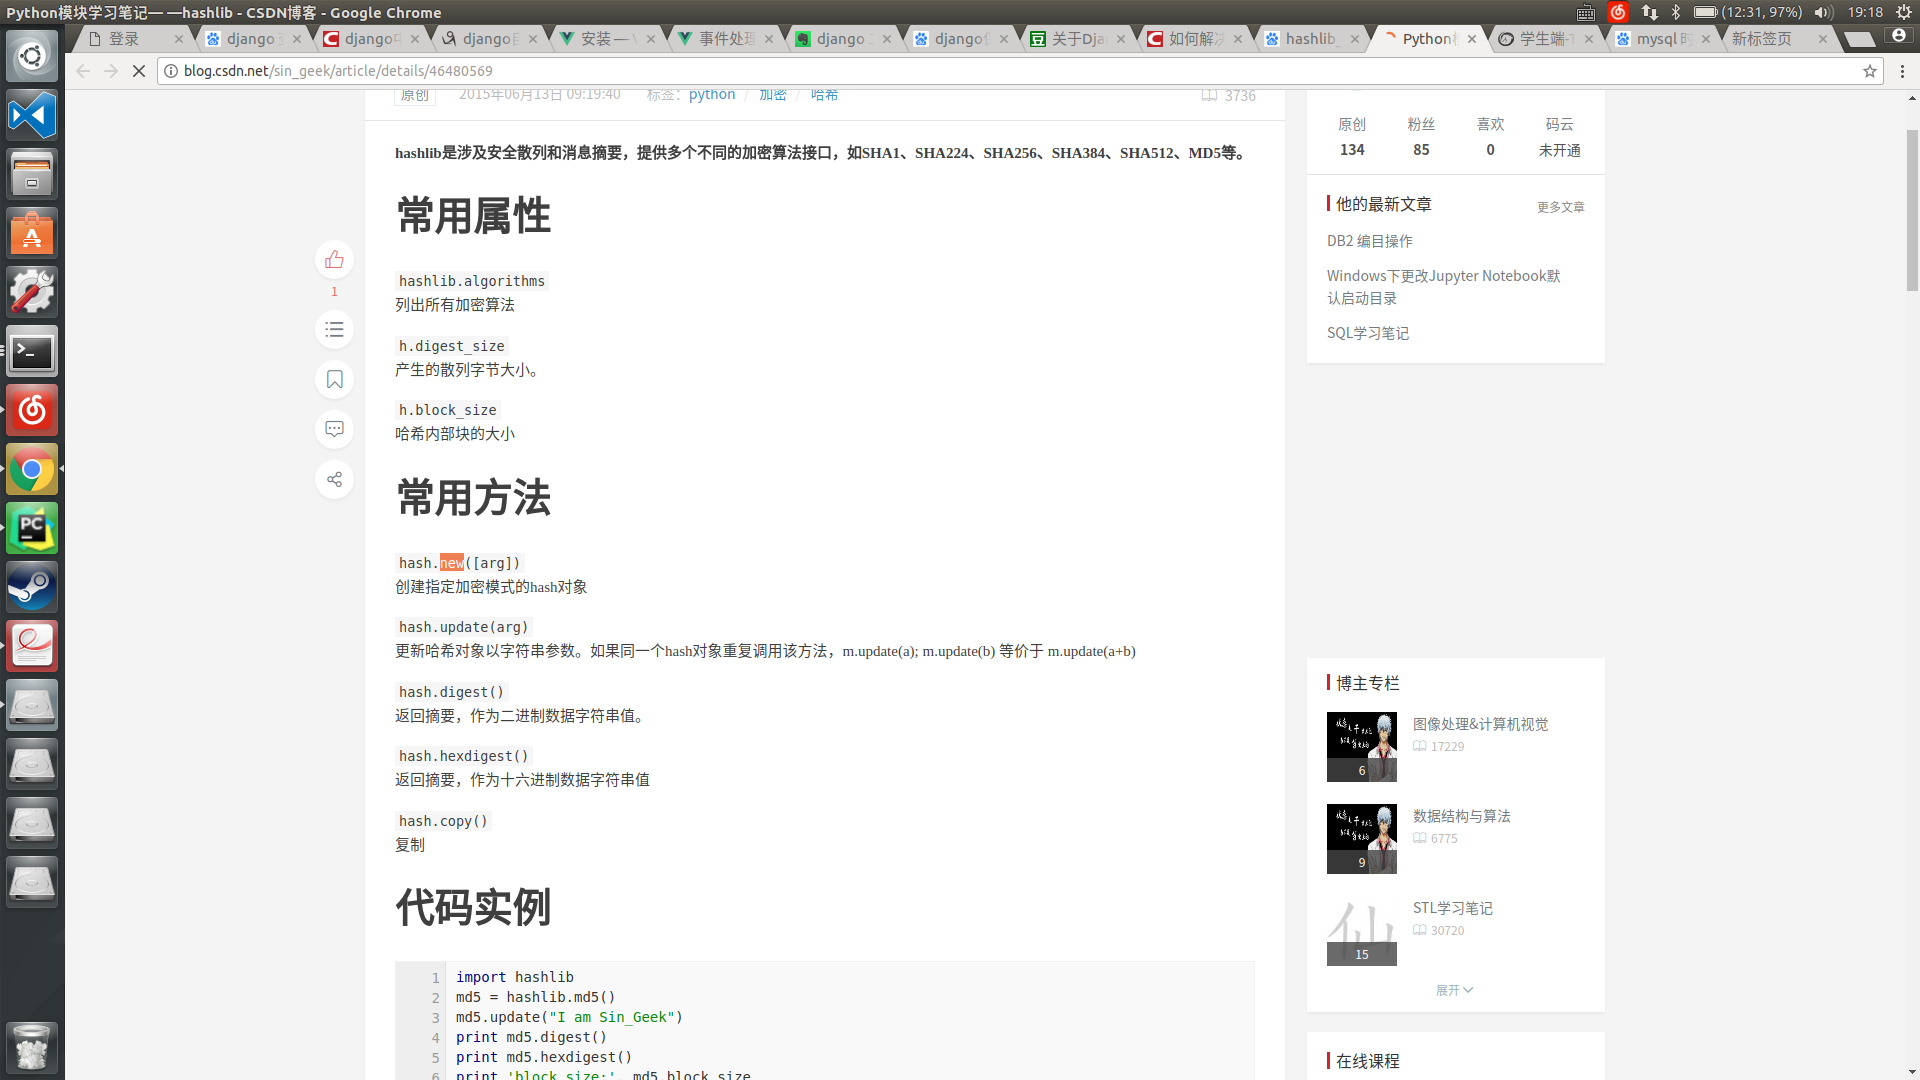 Python模块学习笔记— —hashlib - CSDN博客 - Google Chrome
(12:31, 97%) 19:18
登录
django
django
django
安装 —
事件处理
django
django
关于Dja
如何解
hashlib_
Python
学生端-
mysql
新标签页
blog.csdn.net/sin_geek/article/details/46480569
原创 2015年06月13日 09:19:40 标签： python / 加密 / 哈希 3736
hashlib是涉及安全散列和消息摘要，提供多个不同的加密算法接口，如SHA1、SHA224、SHA256、SHA384、SHA512、MD5等。
常用属性
hashlib.algorithms
列出所有加密算法
h.digest_size
产生的散列字节大小。
h.block_size
哈希内部块的大小
常用方法
hash.new([arg])
创建指定加密模式的hash对象
hash.update(arg)
更新哈希对象以字符串参数。如果同一个hash对象重复调用该方法，m.update(a); m.update(b) 等价于 m.update(a+b)
hash.digest()
返回摘要，作为二进制数据字符串值。
hash.hexdigest()
返回摘要，作为十六进制数据字符串值
hash.copy()
复制
代码实例
1 import hashlib
2 md5 = hashlib.md5()
3 md5.update("I am Sin_Geek")
4 print md5.digest()
5 print md5.hexdigest()
6 print 'block_size:', md5.block_size
1
原创 粉丝 喜欢 码云
134 85 0 未开通
他的最新文章 更多文章
DB2 编目操作
Windows下更改Jupyter Notebook默
认启动目录
SQL学习笔记
博主专栏
图像处理&计算机视觉
17229
6
数据结构与算法
6775
9
STL学习笔记
30720
仙
15
展开
在线课程